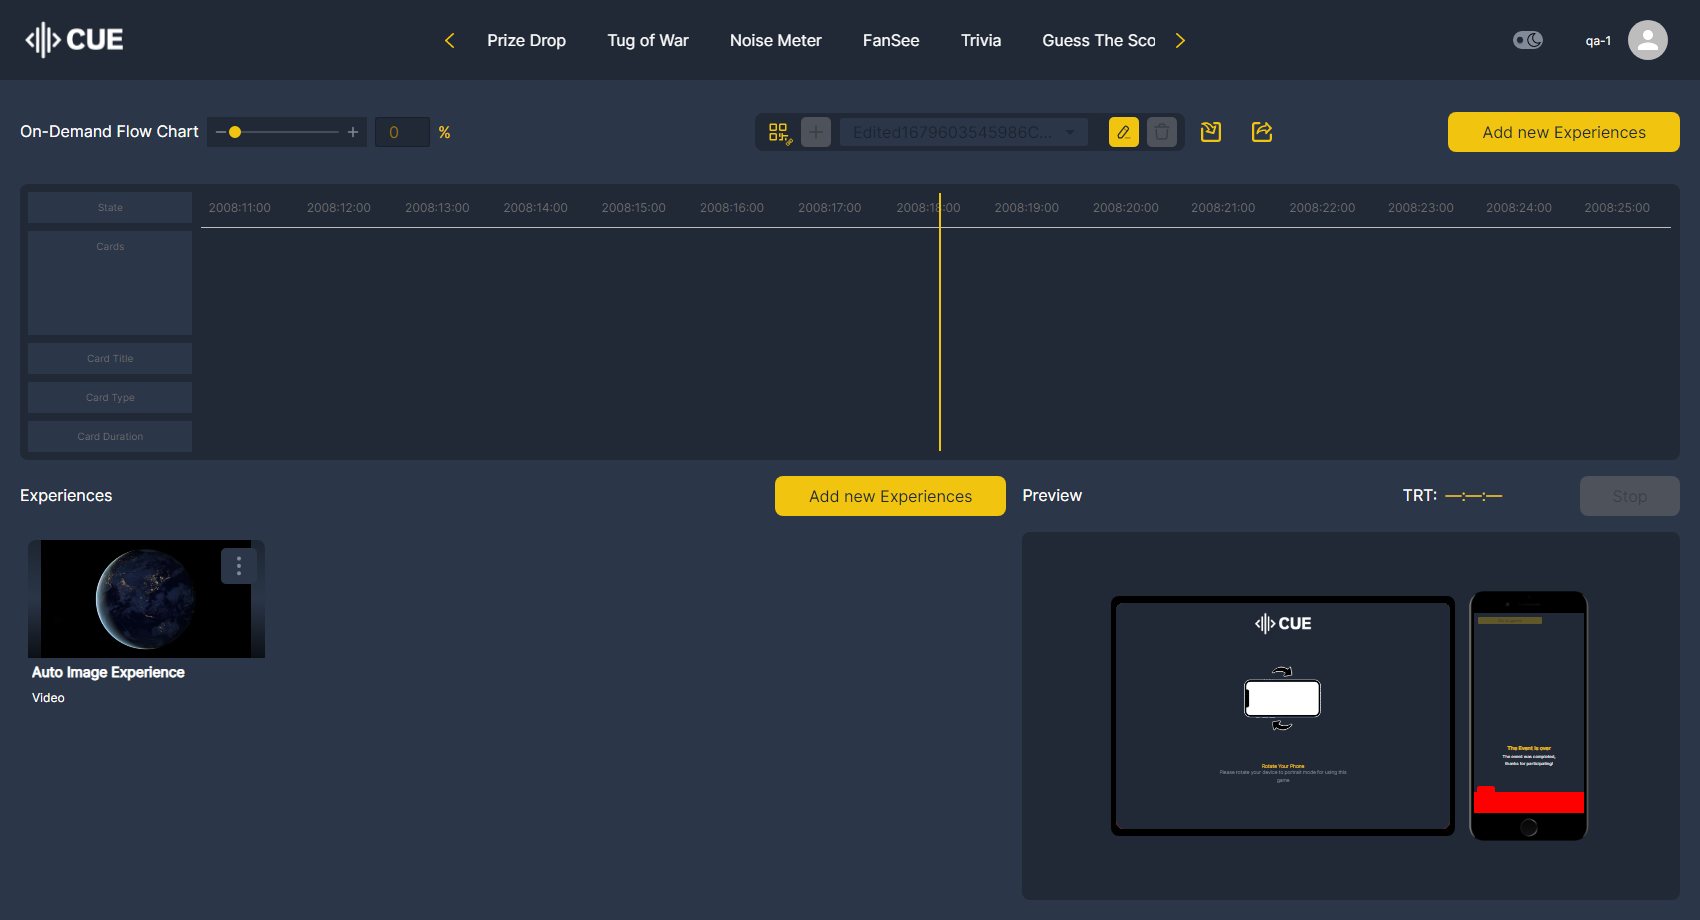 CUE
Prize Drop
Tug of War
Noise Meter
FanSee
Trivia
Guess The Sco
qa-1
On-Demand Flow Chart
0
%
Edited1679603545986C...
Add new Experiences
State
2008:11:00
2008:12:00
2008:13:00
2008:14:00
2008:15:00
2008:16:00
2008:17:00
2008:18:00
2008:19:00
2008:20:00
2008:21:00
2008:22:00
2008:23:00
2008:24:00
2008:25:00
Cards
Card Title
Card Type
Card Duration
Experiences
Add new Experiences
Preview
TRT: —:—:—
Stop
Auto Image Experience
Video
CUE
Rotate Your Phone
Please rotate your device to portrait mode for using this
game
The Event is over
The event was completed,
thanks for participating!